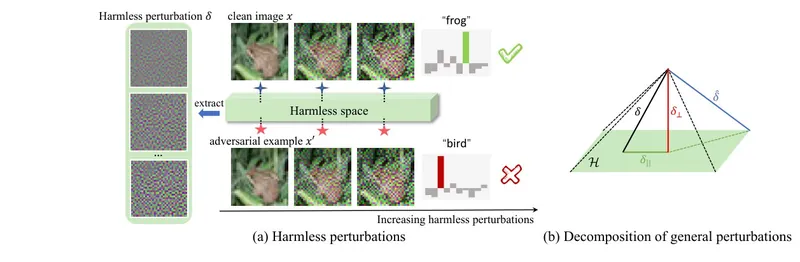 Harmless perturbation δ
clean image x
"frog"
extract
Harmless space
adversarial example x′
"bird"
...
Increasing harmless perturbations
(a) Harmless perturbations
δ
δ⊥
δ̂
δ∥
ℋ
(b) Decomposition of general perturbations